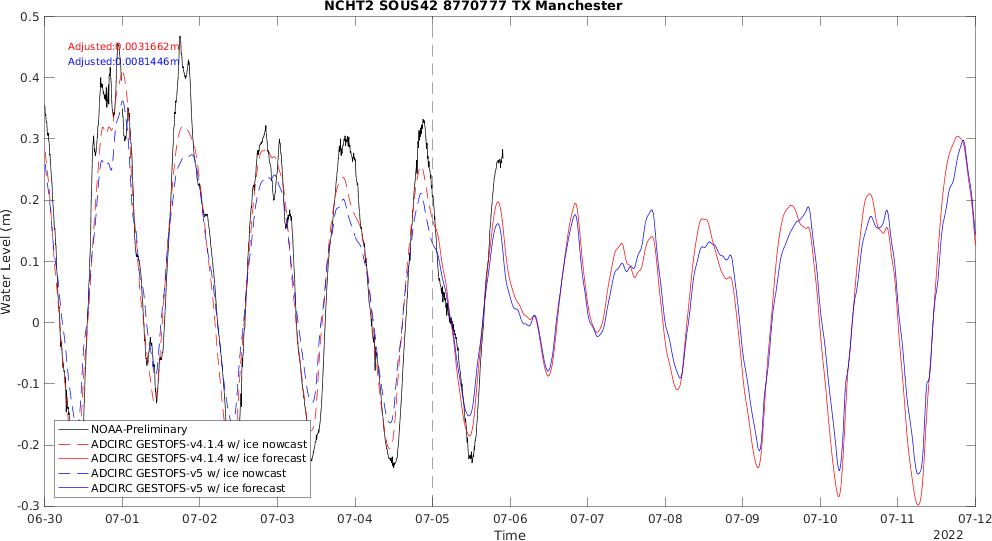 NCHT2 SOUS42 8770777 TX Manchester
Adjusted:0.0031662m
Adjusted:0.0081446m
Water Level (m)
0.5
0.4
0.3
0.2
0.1
0
-0.1
-0.2
-0.3
NOAA-Preliminary
ADCIRC GESTOFS-v4.1.4 w/ ice nowcast
ADCIRC GESTOFS-v4.1.4 w/ ice forecast
ADCIRC GESTOFS-v5 w/ ice nowcast
ADCIRC GESTOFS-v5 w/ ice forecast
06-30 07-01 07-02 07-03 07-04 07-05 07-06 07-07 07-08 07-09 07-10 07-11 07-12
Time
2022